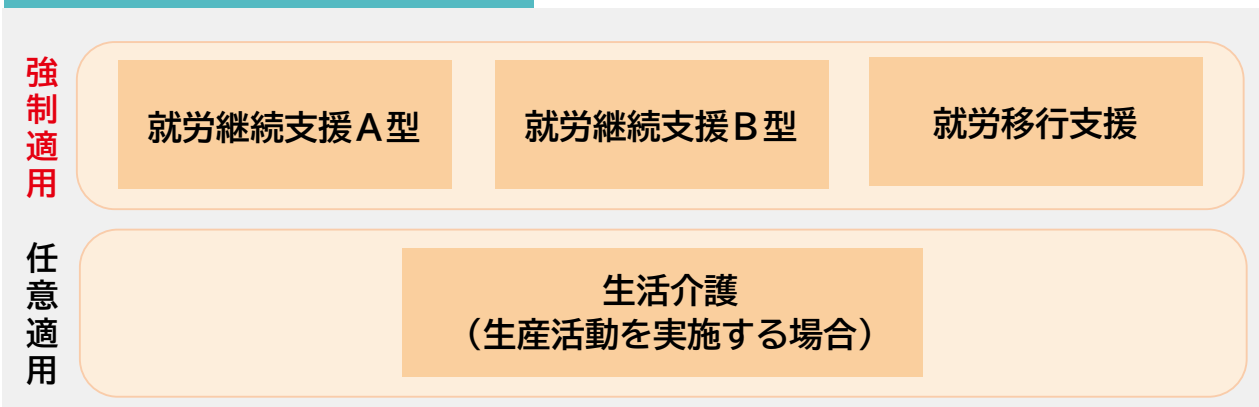 強制適用
就労継続支援A型
就労継続支援B型
就労移行支援
任意適用
生活介護
（生産活動を実施する場合）